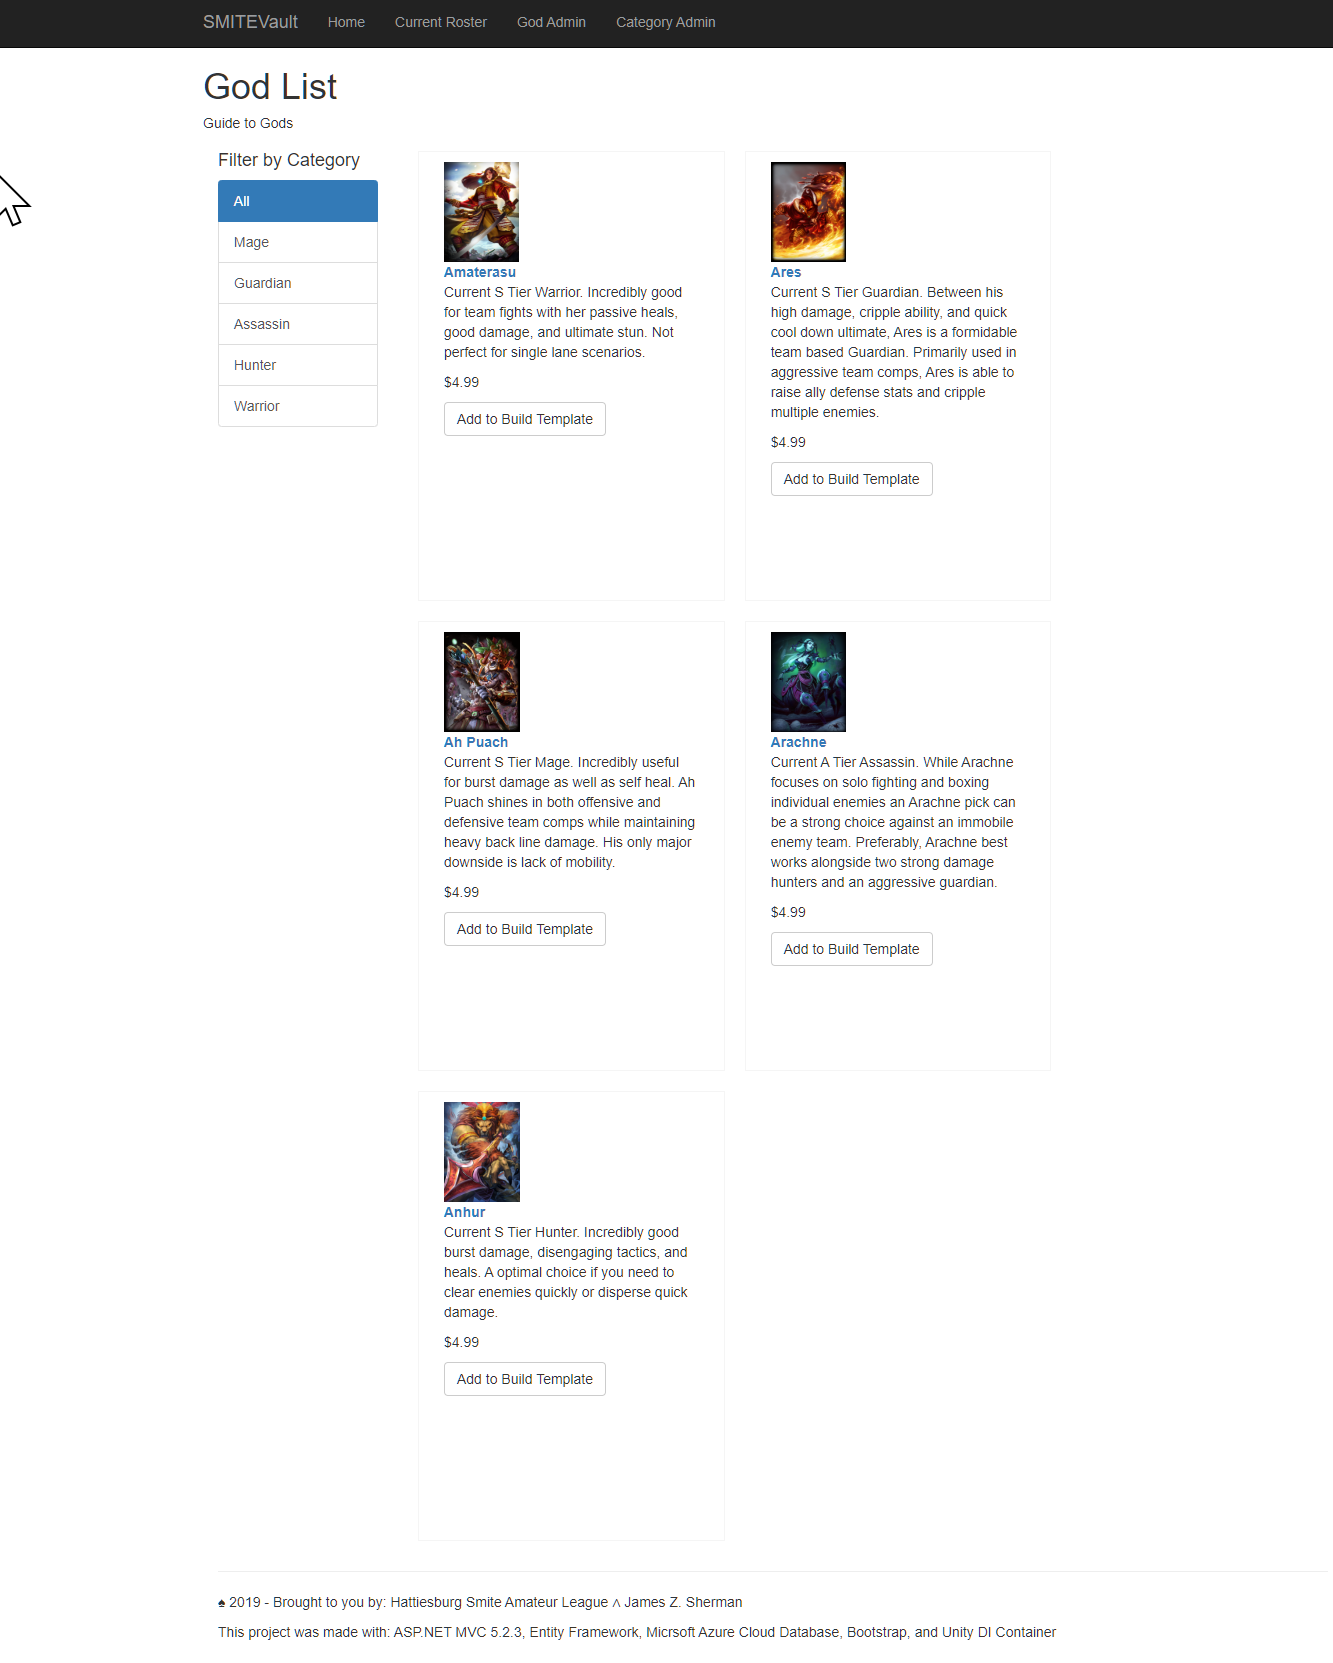 SMITEVault Home Current Roster God Admin Category Admin
God List
Guide to Gods
Filter by Category
All
Mage
Guardian
Assassin
Hunter
Warrior
Amaterasu
Current S Tier Warrior. Incredibly good
for team fights with her passive heals,
good damage, and ultimate stun. Not
perfect for single lane scenarios.
$4.99
Add to Build Template
Ares
Current S Tier Guardian. Between his
high damage, cripple ability, and quick
cool down ultimate, Ares is a formidable
team based Guardian. Primarily used in
aggressive team comps, Ares is able to
raise ally defense stats and cripple
multiple enemies.
$4.99
Add to Build Template
Ah Puach
Current S Tier Mage. Incredibly useful
for burst damage as well as self heal. Ah
Puach shines in both offensive and
defensive team comps while maintaining
heavy back line damage. His only major
downside is lack of mobility.
$4.99
Add to Build Template
Arachne
Current A Tier Assassin. While Arachne
focuses on solo fighting and boxing
individual enemies an Arachne pick can
be a strong choice against an immobile
enemy team. Preferably, Arachne best
works alongside two strong damage
hunters and an aggressive guardian.
$4.99
Add to Build Template
Anhur
Current S Tier Hunter. Incredibly good
burst damage, disengaging tactics, and
heals. A optimal choice if you need to
clear enemies quickly or disperse quick
damage.
$4.99
Add to Build Template
♠ 2019 - Brought to you by: Hattiesburg Smite Amateur League ∧ James Z. Sherman
This project was made with: ASP.NET MVC 5.2.3, Entity Framework, Micrsoft Azure Cloud Database, Bootstrap, and Unity DI Container